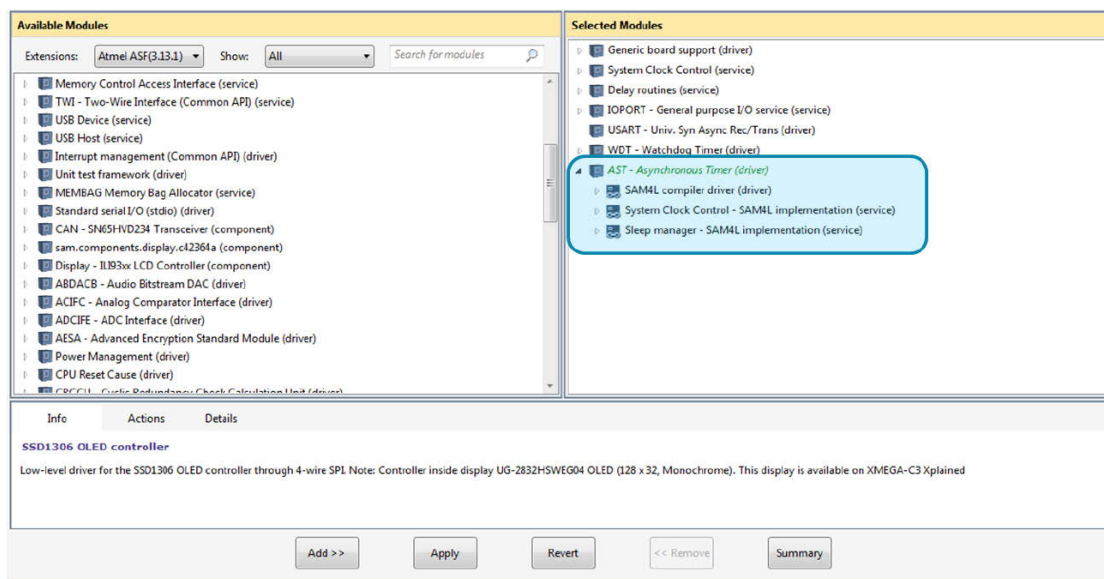 Available Modules
Extensions: Atmel ASF(3.13.1) Show: All Search for modules
Memory Control Access Interface (service)
TWI - Two-Wire Interface (Common API) (service)
USB Device (service)
USB Host (service)
Interrupt management (Common API) (driver)
Unit test framework (driver)
MEMBAG Memory Bag Allocator (service)
Standard serial I/O (stdio) (driver)
CAN - SN65HVD234 Transceiver (component)
sam.components.display.c42364a (component)
Display - ILI93xx LCD Controller (component)
ABDACB - Audio Bitstream DAC (driver)
ACIFC - Analog Comparator Interface (driver)
ADCIFE - ADC Interface (driver)
AESA - Advanced Encryption Standard Module (driver)
Power Management (driver)
CPU Reset Cause (driver)
CRCCU - Cyclic Redundancy Check Calculation Unit (driver)
Selected Modules
Generic board support (driver)
System Clock Control (service)
Delay routines (service)
IOPORT - General purpose I/O service (service)
USART - Univ. Syn Async Rec/Trans (driver)
WDT - Watchdog Timer (driver)
AST - Asynchronous Timer (driver)
SAM4L compiler driver (driver)
System Clock Control - SAM4L implementation (service)
Sleep manager - SAM4L implementation (service)
Info Actions Details
SSD1306 OLED controller
Low-level driver for the SSD1306 OLED controller through 4-wire SPI. Note: Controller inside display UG-2832HSWEG04 OLED (128 x 32, Monochrome). This display is available on XMEGA-C3 Xplained
Add >> Apply Revert << Remove Summary